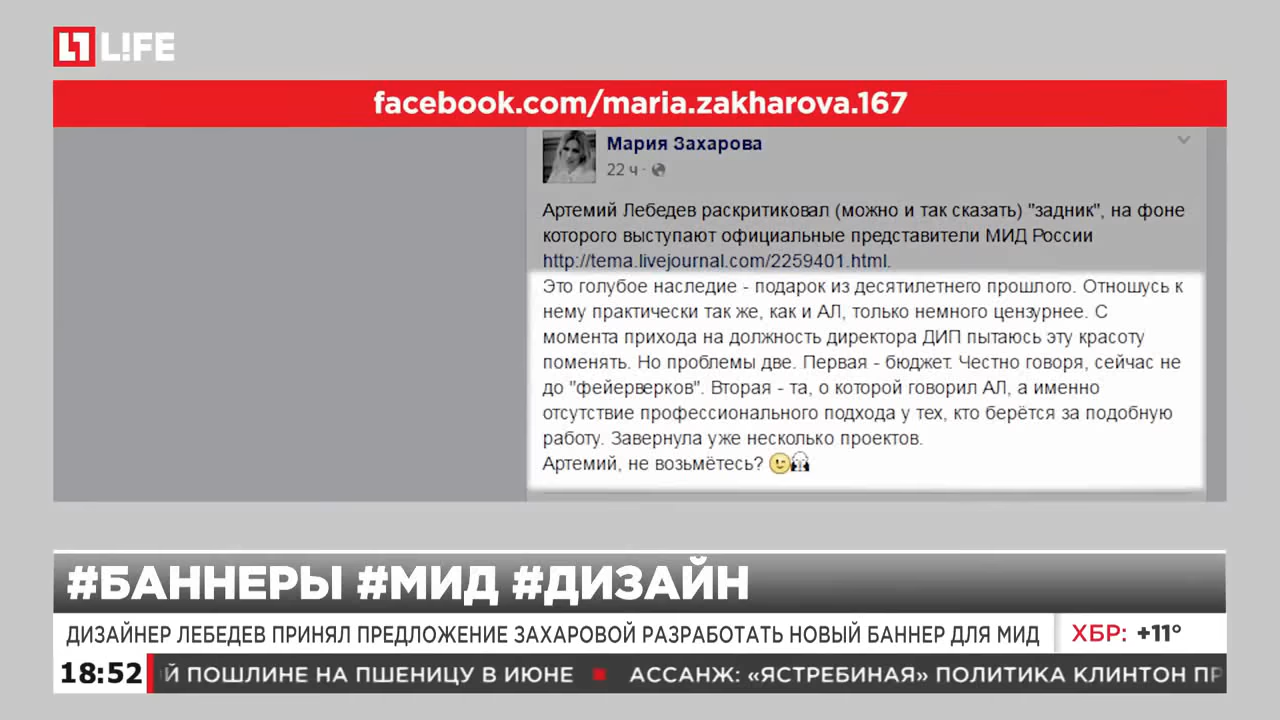 L!FE
facebook.com/maria.zakharova.167
Мария Захарова
22 ч ·
Артемий Лебедев раскритиковал (можно и так сказать) "задник", на фоне
которого выступают официальные представители МИД России
http://tema.livejournal.com/2259401.html.
Это голубое наследие - подарок из десятилетнего прошлого. Отношусь к
нему практически так же, как и АЛ, только немного цензурнее. С
момента прихода на должность директора ДИП пытаюсь эту красоту
поменять. Но проблемы две. Первая - бюджет. Честно говоря, сейчас не
до "фейерверков". Вторая - та, о которой говорил АЛ, а именно
отсутствие профессионального подхода у тех, кто берётся за подобную
работу. Завернула уже несколько проектов.
Артемий, не возьмётесь?
#БАННЕРЫ #МИД #ДИЗАЙН
ДИЗАЙНЕР ЛЕБЕДЕВ ПРИНЯЛ ПРЕДЛОЖЕНИЕ ЗАХАРОВОЙ РАЗРАБОТАТЬ НОВЫЙ БАННЕР ДЛЯ МИД
ХБР: +11°
18:52
Й ПОШЛИНЕ НА ПШЕНИЦУ В ИЮНЕ ■ АССАНЖ: «ЯСТРЕБИНАЯ» ПОЛИТИКА КЛИНТОН ПР